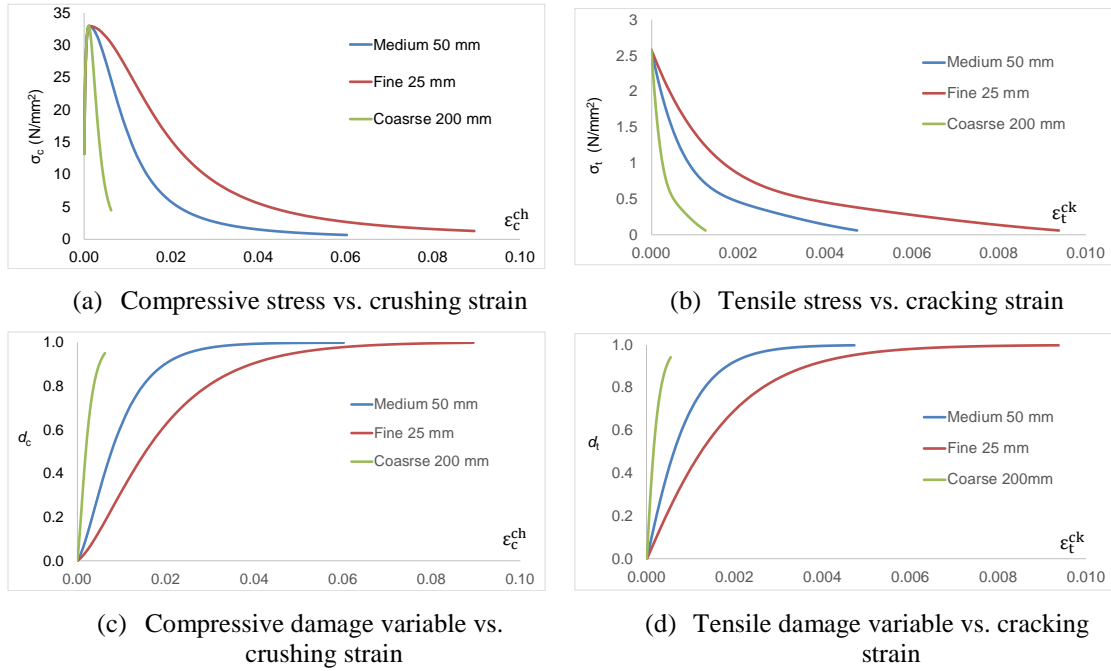 35
30
25
20
15
10
5
0
σc (N/mm²)
Medium 50 mm
Fine 25 mm
Coasrse 200 mm
εcch
0.00 0.02 0.04 0.06 0.08 0.10
(a) Compressive stress vs. crushing strain
3
2.5
2
1.5
1
0.5
0
σt (N/mm²)
Medium 50 mm
Fine 25 mm
Coasrse 200 mm
εtck
0.000 0.002 0.004 0.006 0.008 0.010
(b) Tensile stress vs. cracking strain
1.0
0.8
0.6
0.4
0.2
0.0
dc
Medium 50 mm
Fine 25 mm
Coasrse 200 mm
εcch
0.00 0.02 0.04 0.06 0.08 0.10
(c) Compressive damage variable vs.
crushing strain
1.0
0.8
0.6
0.4
0.2
0.0
dt
Medium 50 mm
Fine 25 mm
Coarse 200mm
εtck
0.000 0.002 0.004 0.006 0.008 0.010
(d) Tensile damage variable vs. cracking
strain